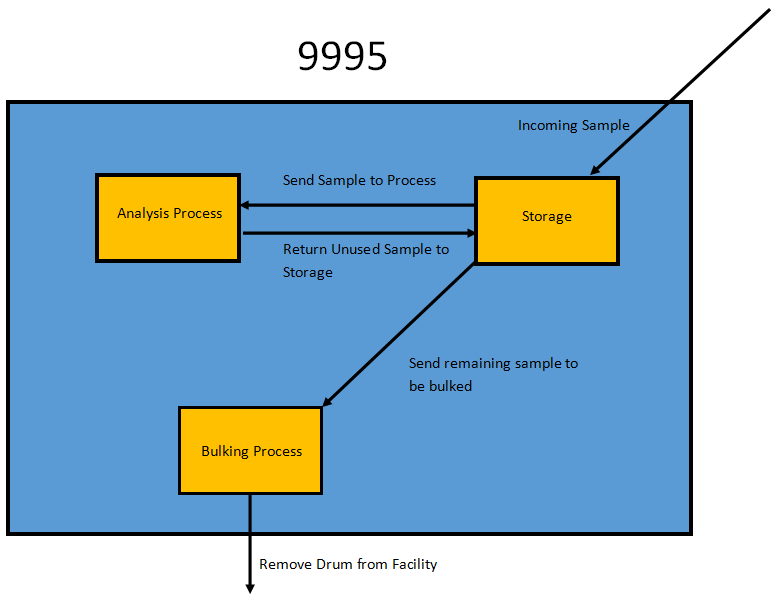 9995
Incoming Sample
Send Sample to Process
Analysis Process
Storage
Return Unused Sample to
Storage
Send remaining sample to
be bulked
Bulking Process
Remove Drum from Facility